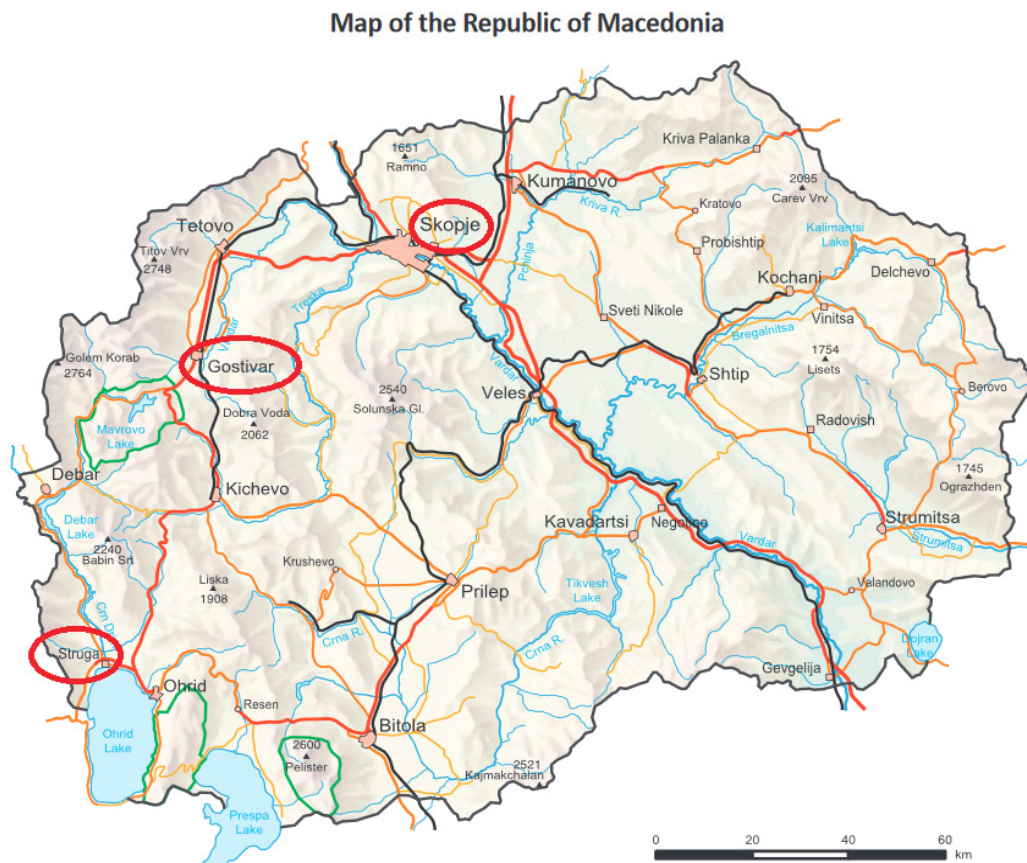 Map of the Republic of Macedonia
Kriva Palanka
1651
Ramno
Kumanovo
2085
Carev Vrv
Kriva R.
Kratovo
Skopje
Tetovo
Kalimantsi
Lake
Titov Vrv
2748
Probishtip
Pchinja
Delchevo
Kochani
Treska
Vardar
Sveti Nikole
Vinitsa
Bregalnitsa
Golem Korab
2764
Gostivar
Vardar
1754
Lisets
Shtip
Berovo
2540
Solunska Gl.
Veles
Dobra Voda
2062
Mavrovo
Lake
Radovish
Debar
1745
Ograzhden
Kichevo
Debar
Lake
Kavadartsi
Negotino
Strumitsa
Strumitsa
2240
Babin Srt
Vardar
Krushevo
Liska
1908
Prilep
Tikvesh
Lake
Valandovo
Crna R.
Crna R.
Struga
Dojran
Lake
Gevgelija
Ohrid
Resen
Bitola
Ohrid
Lake
2600
Pelister
2521
Kajmakchalan
Prespa
Lake
0 20 40 60
km